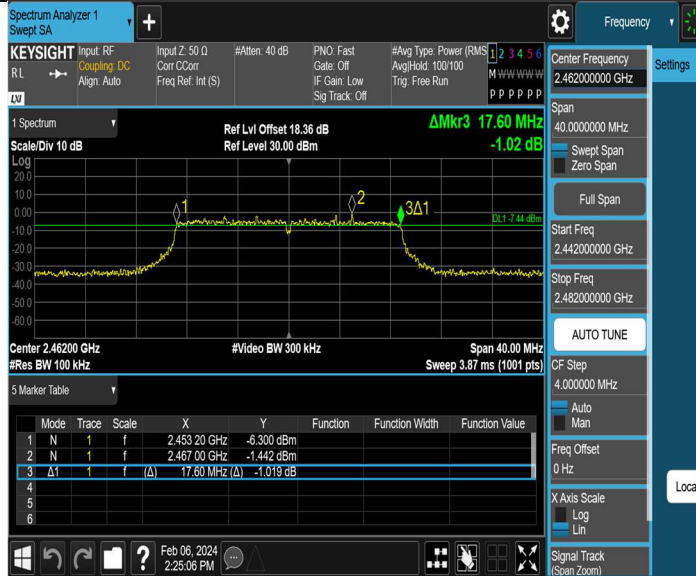 Spectrum Analyzer 1
Swept SA
+
Frequency
KEYSIGHT
RL
LXI
Input: RF
Coupling: DC
Align: Auto
Input Z: 50 Ω
Corr CCorr
Freq Ref: Int (S)
#Atten: 40 dB
PNO: Fast
Gate: Off
IF Gain: Low
Sig Track: Off
#Avg Type: Power (RMS
Avg|Hold: 100/100
Trig: Free Run
1 2 3 4 5 6
M W W W W W
P P P P P P
1 Spectrum
Scale/Div 10 dB
Ref Lvl Offset 18.36 dB
Ref Level 30.00 dBm
ΔMkr3 17.60 MHz
-1.02 dB
Log
20.0
10.0
0.00
-10.0
-20.0
-30.0
-40.0
-50.0
-60.0
1
2
3Δ1
DL1 -7.44 dBm
Center 2.46200 GHz
#Video BW 300 kHz
Span 40.00 MHz
#Res BW 100 kHz
Sweep 3.87 ms (1001 pts)
5 Marker Table
Mode Trace Scale X Y Function Function Width Function Value
1 N 1 f 2.453 20 GHz -6.300 dBm
2 N 1 f 2.467 00 GHz -1.442 dBm
3 Δ1 1 f (Δ) 17.60 MHz (Δ) -1.019 dB
4
5
6
?
Feb 06, 2024
2:25:06 PM
Center Frequency
2.462000000 GHz
Settings
Span
40.0000000 MHz
Swept Span
Zero Span
Full Span
Start Freq
2.442000000 GHz
Stop Freq
2.482000000 GHz
AUTO TUNE
CF Step
4.000000 MHz
Auto
Man
Freq Offset
0 Hz
X Axis Scale
Log
Lin
Loca
Signal Track
(Span Zoom)